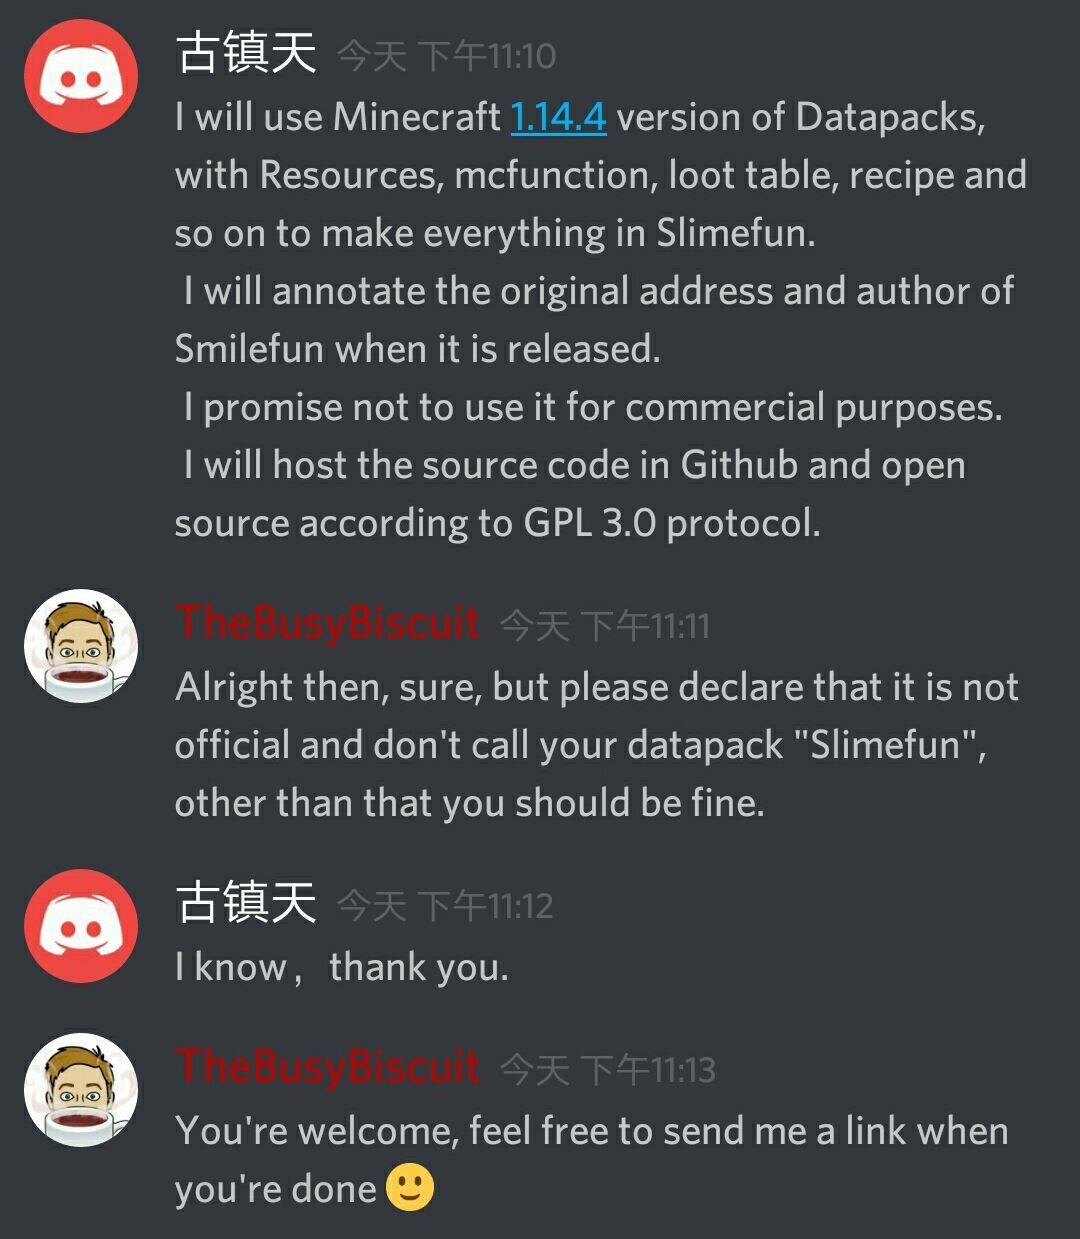 古镇天 今天 下午11:10
I will use Minecraft 1.14.4 version of Datapacks,
with Resources, mcfunction, loot table, recipe and
so on to make everything in Slimefun.
I will annotate the original address and author of
Smilefun when it is released.
I promise not to use it for commercial purposes.
I will host the source code in Github and open
source according to GPL 3.0 protocol.
TheBusyBiscuit 今天 下午11:11
Alright then, sure, but please declare that it is not
official and don't call your datapack "Slimefun",
other than that you should be fine.
古镇天 今天 下午11:12
I know，thank you.
TheBusyBiscuit 今天 下午11:13
You're welcome, feel free to send me a link when
you're done 🙂